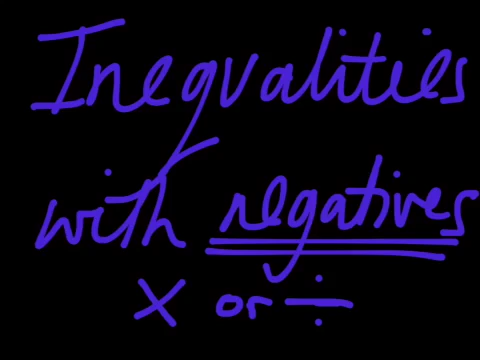 Inequalities
with negatives
× or ÷